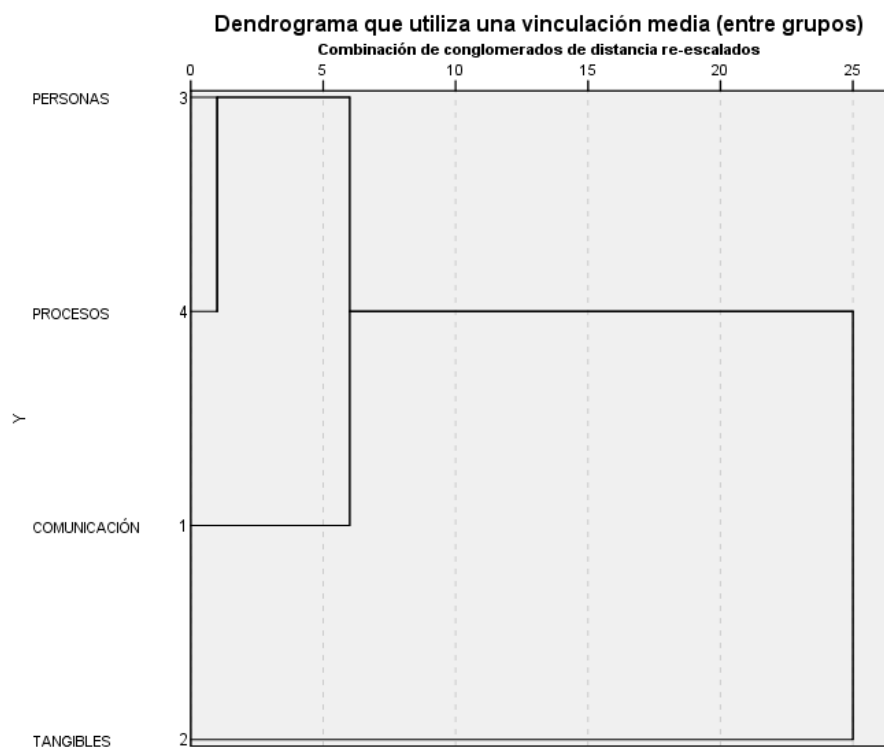 Dendrograma que utiliza una vinculación media (entre grupos)
Combinación de conglomerados de distancia re-escalados
0 5 10 15 20 25
PERSONAS 3
PROCESOS 4
Y
COMUNICACIÓN 1
TANGIBLES 2